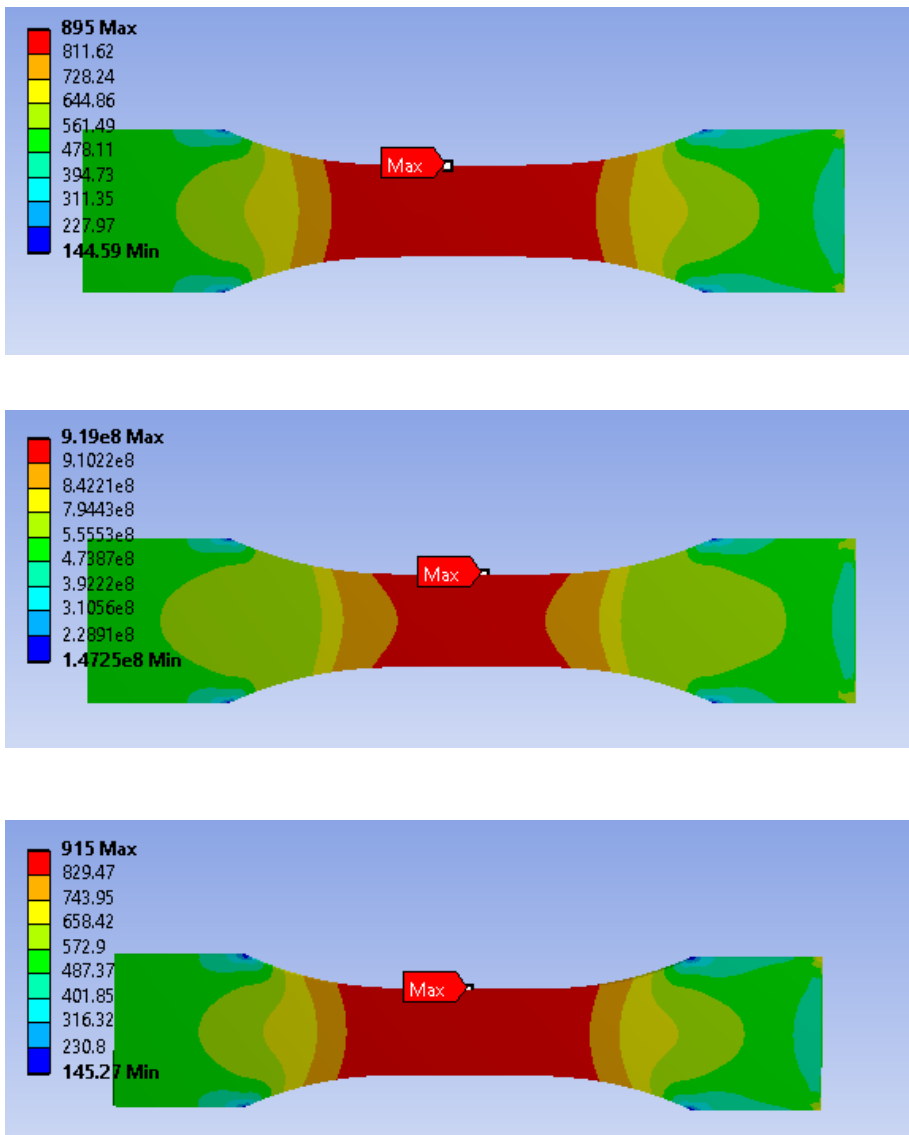 895 Max
811.62
728.24
644.86
561.49
478.11
394.73
311.35
227.97
144.59 Min
Max
9.19e8 Max
9.1022e8
8.4221e8
7.9443e8
5.5553e8
4.7387e8
3.9222e8
3.1056e8
2.2891e8
1.4725e8 Min
Max
915 Max
829.47
743.95
658.42
572.9
487.37
401.85
316.32
230.8
145.27 Min
Max